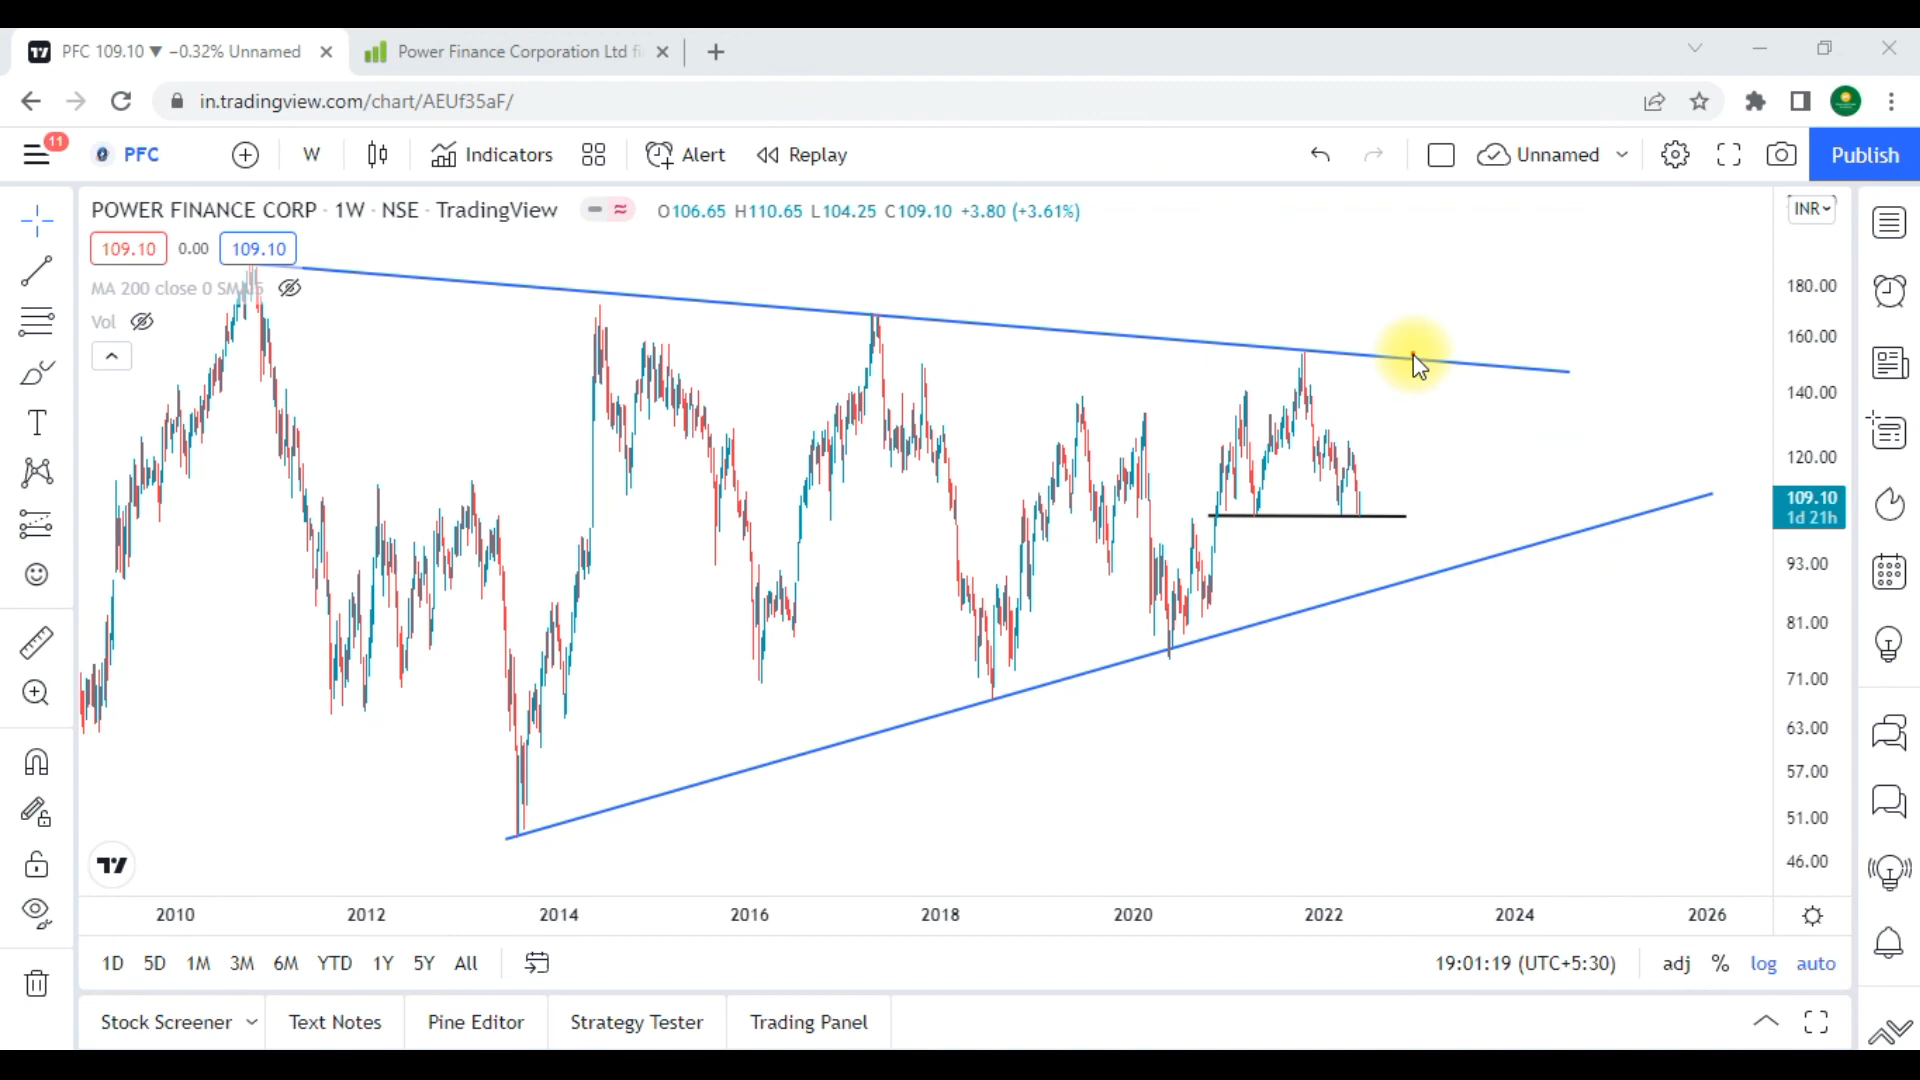 PFC 109.10 ▼ −0.32% Unnamed
Power Finance Corporation Ltd fi
in.tradingview.com/chart/AEUf35aF/
11
PFC
W
Indicators
Alert
Replay
Unnamed
Publish
POWER FINANCE CORP · 1W · NSE · TradingView
O106.65 H110.65 L104.25 C109.10 +3.80 (+3.61%)
INR
109.10 0.00 109.10
MA 200 close 0 SMA 5
Vol
180.00
160.00
140.00
120.00
109.10
1d 21h
93.00
81.00
71.00
63.00
57.00
51.00
46.00
2010 2012 2014 2016 2018 2020 2022 2024 2026
1D 5D 1M 3M 6M YTD 1Y 5Y All
19:01:19 (UTC+5:30) adj % log auto
Stock Screener Text Notes Pine Editor Strategy Tester Trading Panel